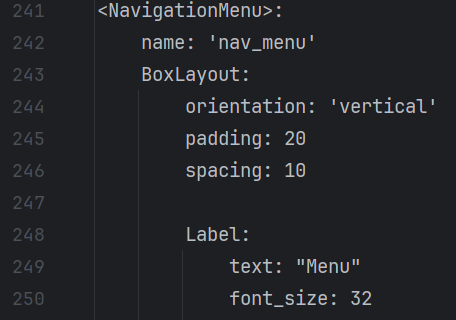 241 <NavigationMenu>:
242     name: 'nav_menu'
243     BoxLayout:
244         orientation: 'vertical'
245         padding: 20
246         spacing: 10
247
248         Label:
249             text: "Menu"
250             font_size: 32